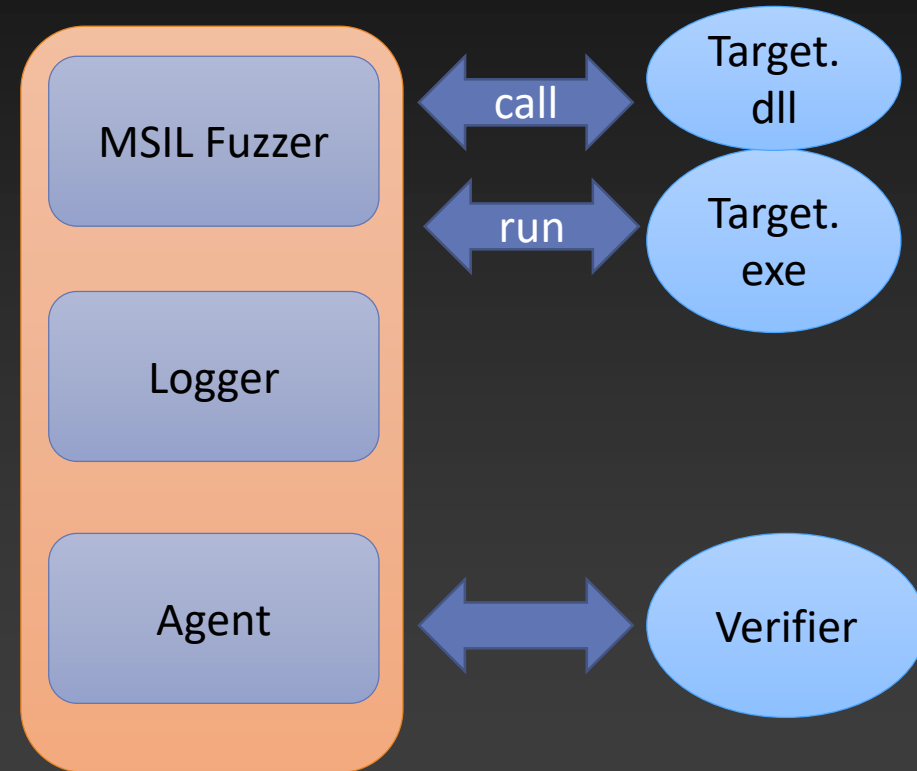 MSIL Fuzzer
call
Target.
dll
run
Target.
exe
Logger
Agent
Verifier